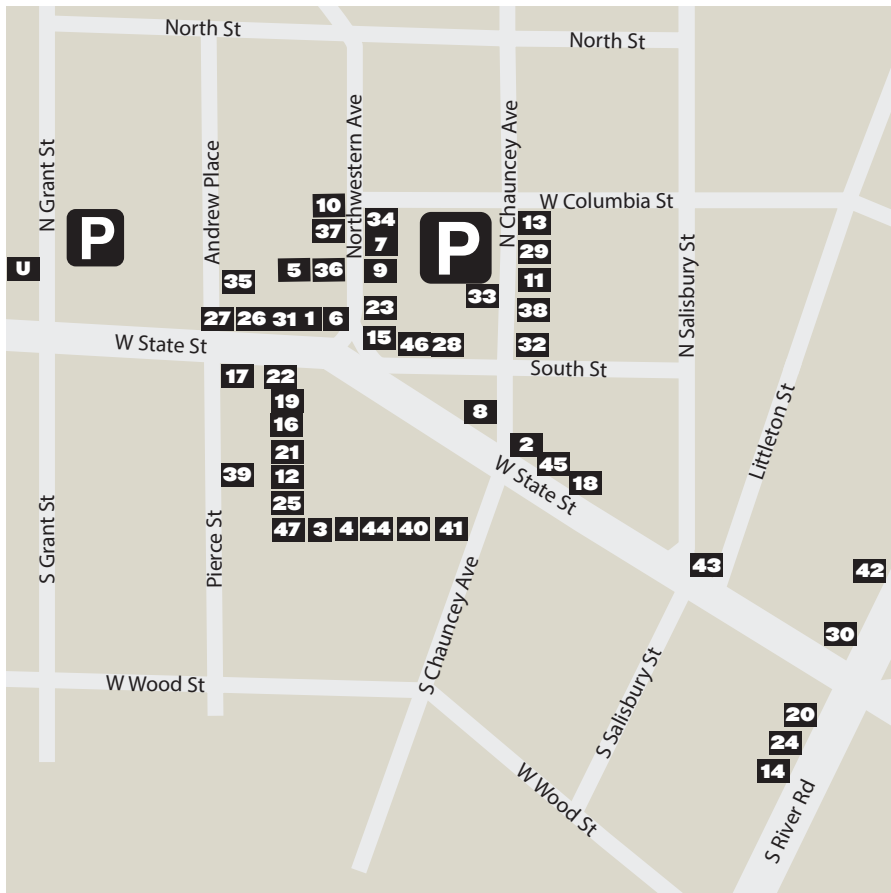 North St
North St
N Grant St
Andrew Place
Northwestern Ave
N Chauncey Ave
W Columbia St
N Salisbury St
P
P
U
10
37
34
7
13
29
5
36
9
11
35
33
27
26
31
1
6
23
38
W State St
15
46
28
32
South St
17
22
19
16
8
21
2
39
12
45
18
W State St
25
47
3
4
44
40
41
Littleton St
S Grant St
Pierce St
S Chauncey Ave
43
42
30
W Wood St
S Salisbury St
20
24
14
W Wood St
S River Rd